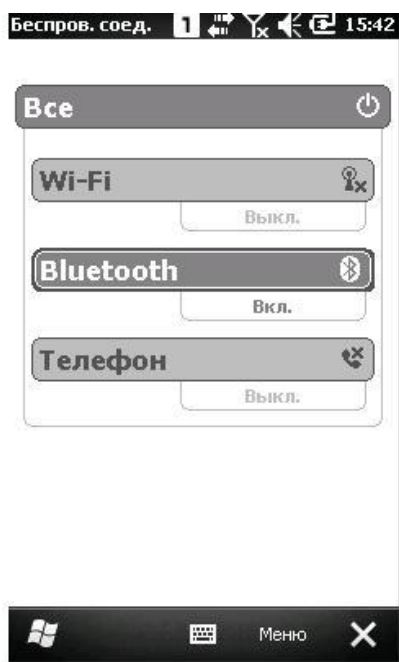 Беспров. соед. 1 15:42
Все
Wi-Fi
Выкл.
Bluetooth
Вкл.
Телефон
Выкл.
Меню